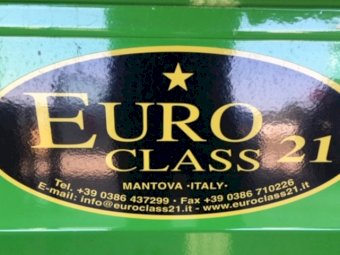 EURO
CLASS 21
MANTOVA •ITALY•
Tel. +39 0386 437299 • Fax +39 0386 710226
E-mail: info@euroclass21.it - www.euroclass21.it